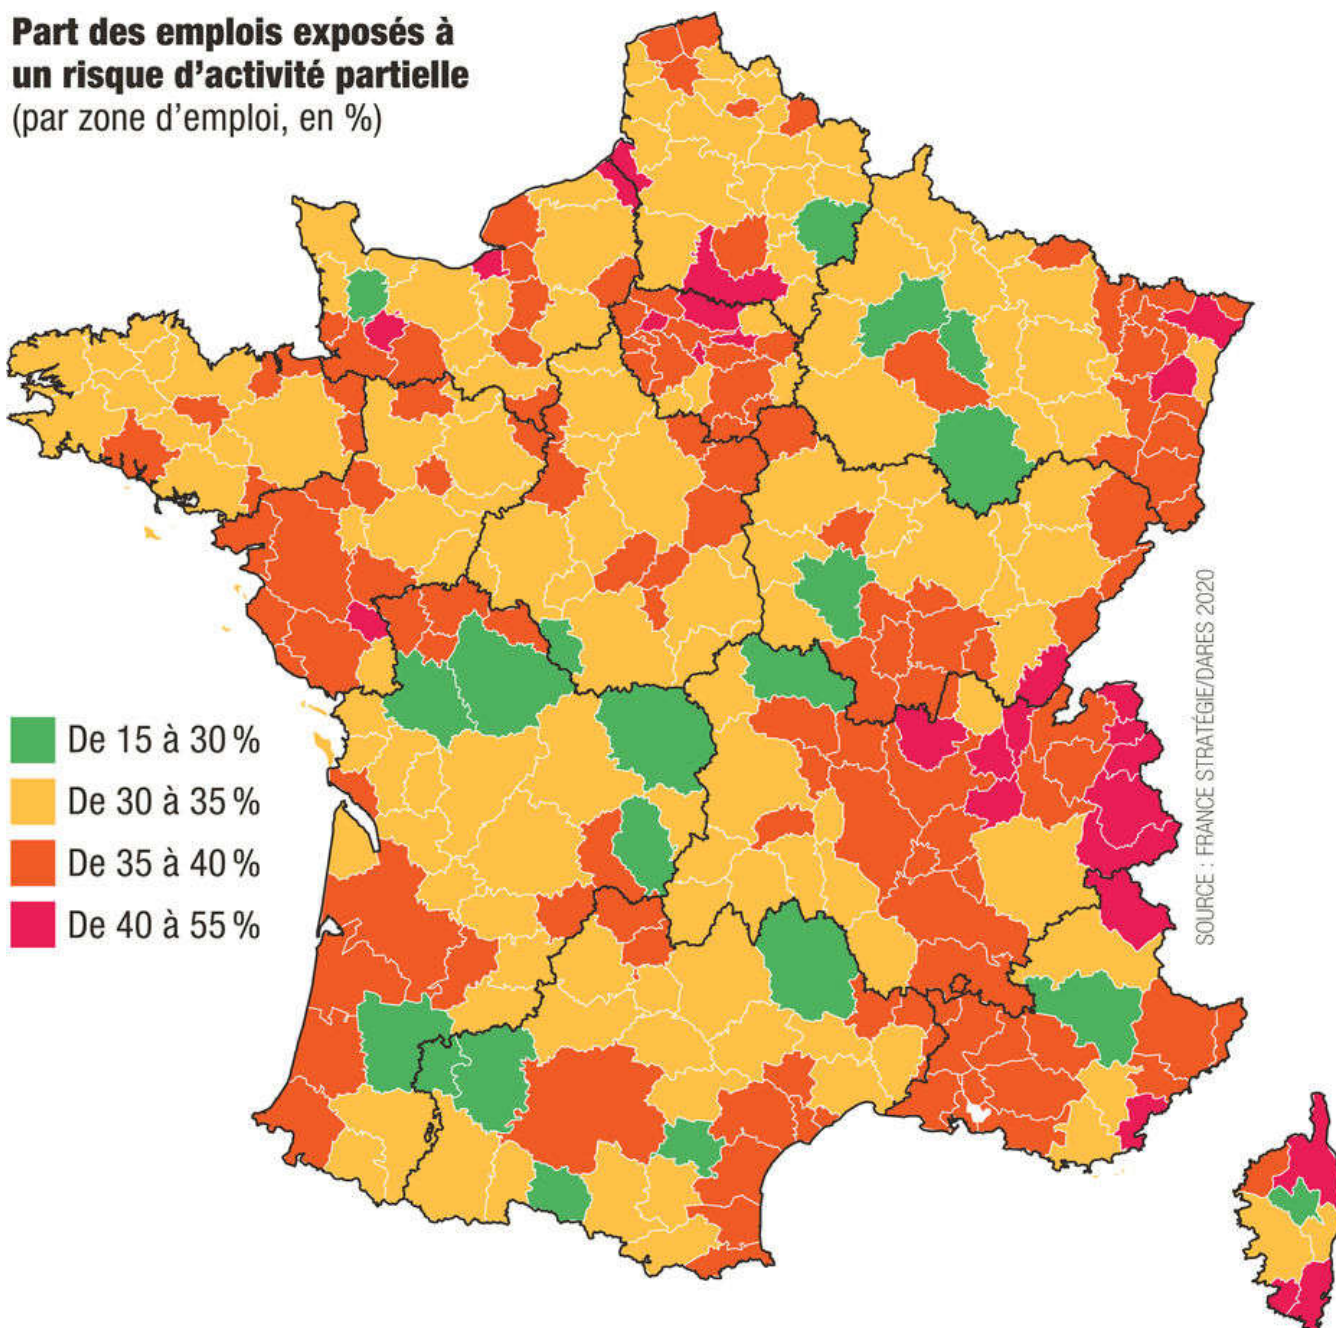 Part des emplois exposés à
un risque d’activité partielle
(par zone d’emploi, en %)
De 15 à 30 %
De 30 à 35 %
De 35 à 40 %
De 40 à 55 %
SOURCE : FRANCE STRATÉGIE/DARES 2020